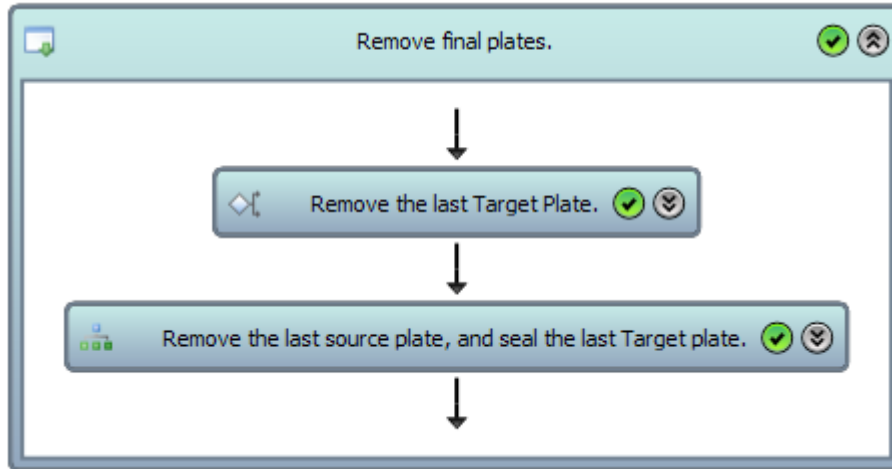 Remove final plates.
Remove the last Target Plate.
Remove the last source plate, and seal the last Target plate.